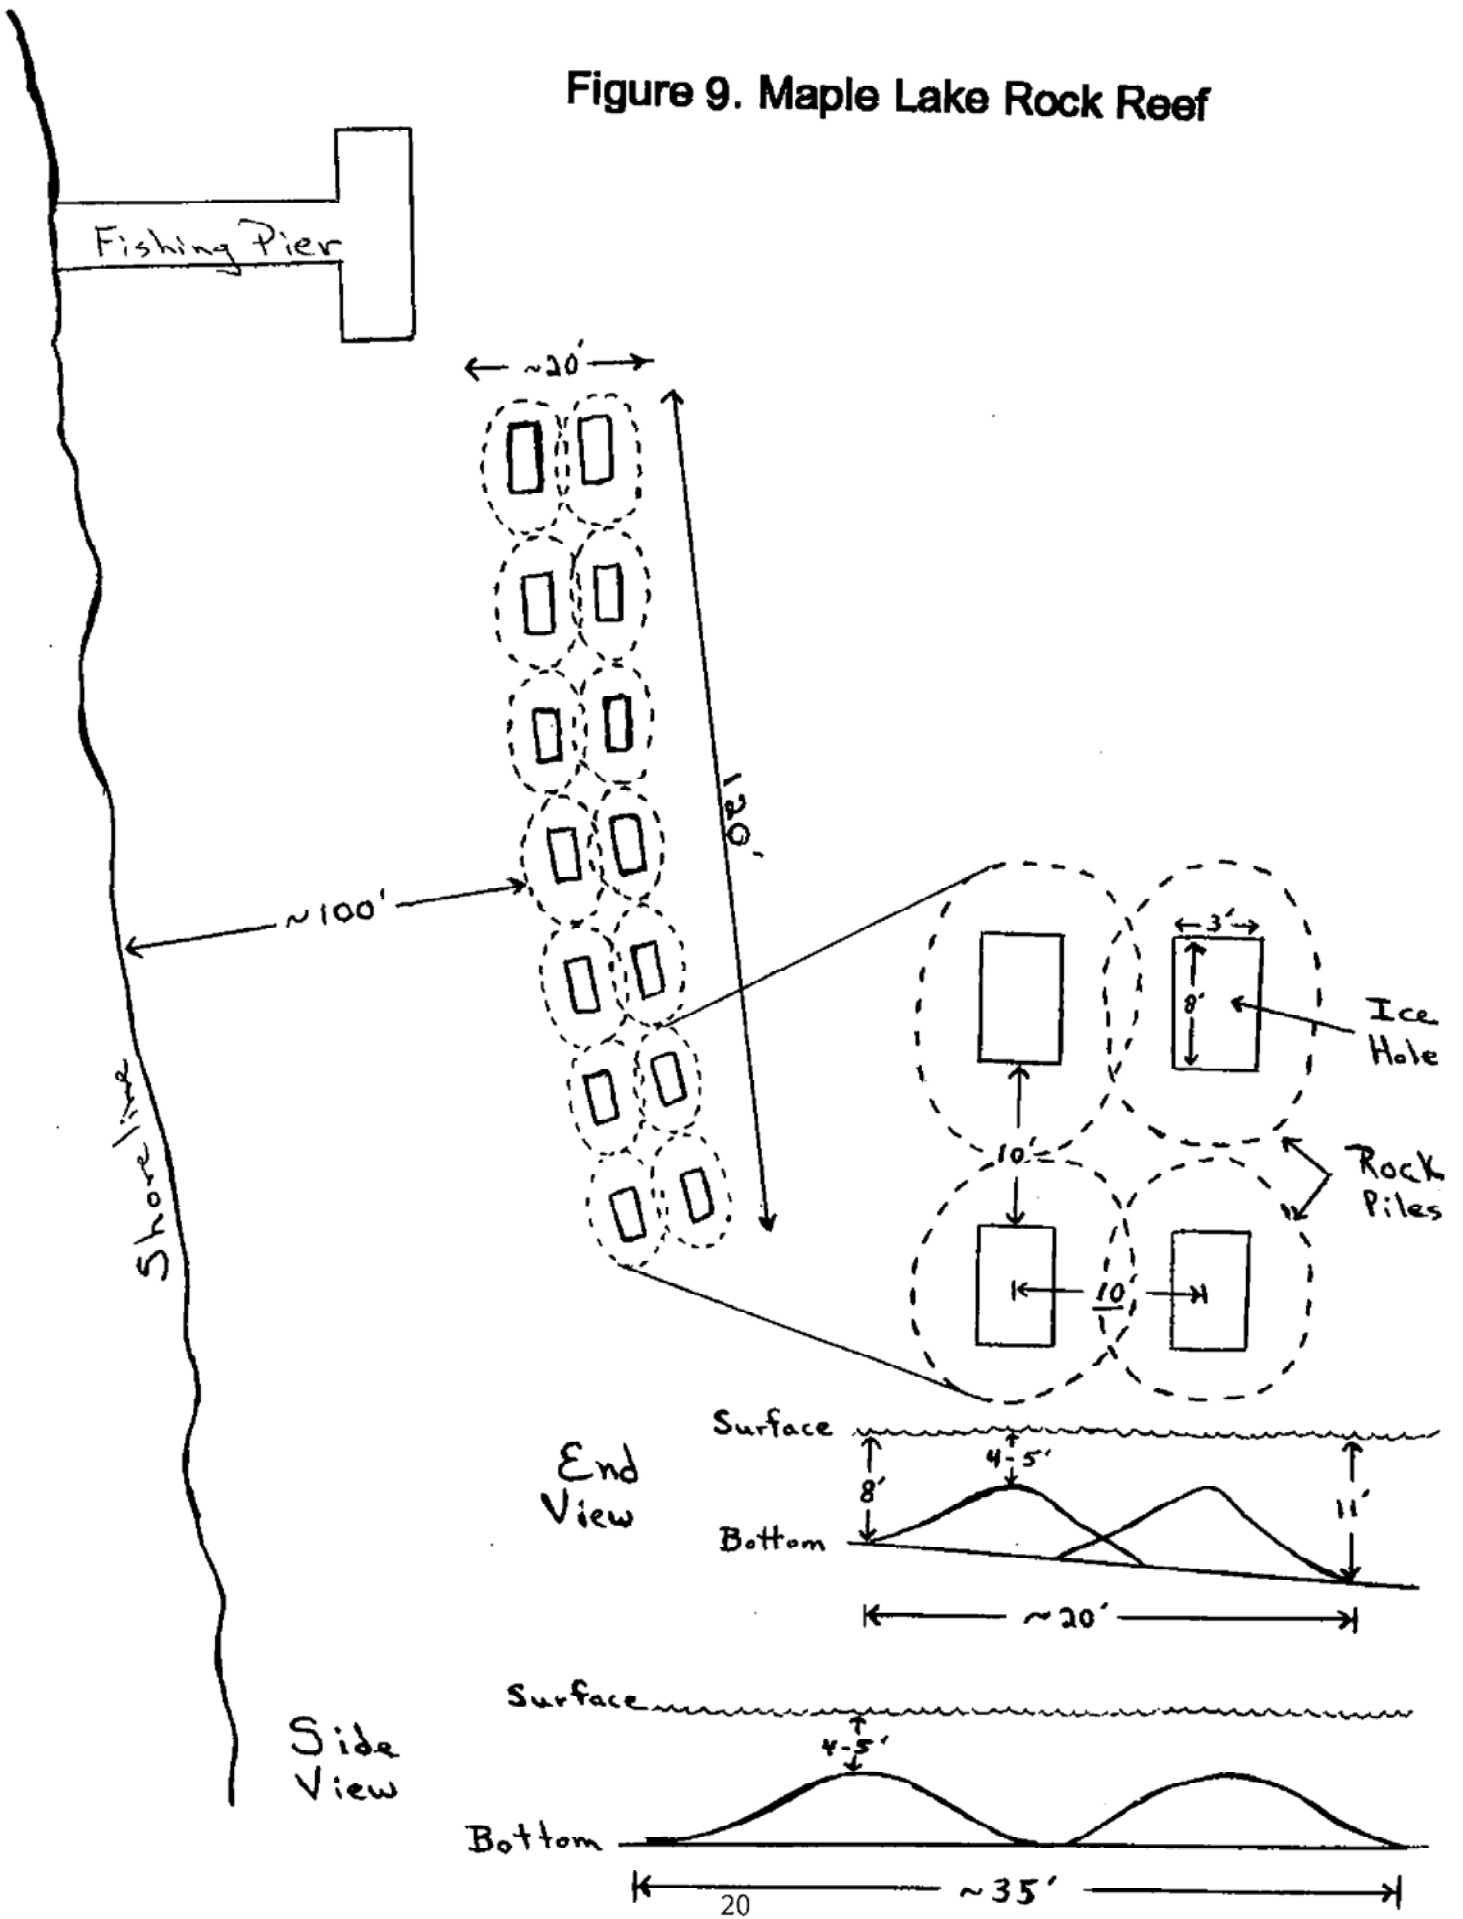 Figure 9. Maple Lake Rock Reef
Fishing Pier
~20'
120'
~100'
Shoreline
3'
8'
Ice
Hole
10'
Rock
Piles
10
End
View
Surface
4-5'
8'
11'
Bottom
~20'
Side
View
Surface
4-5'
Bottom
~35'
20